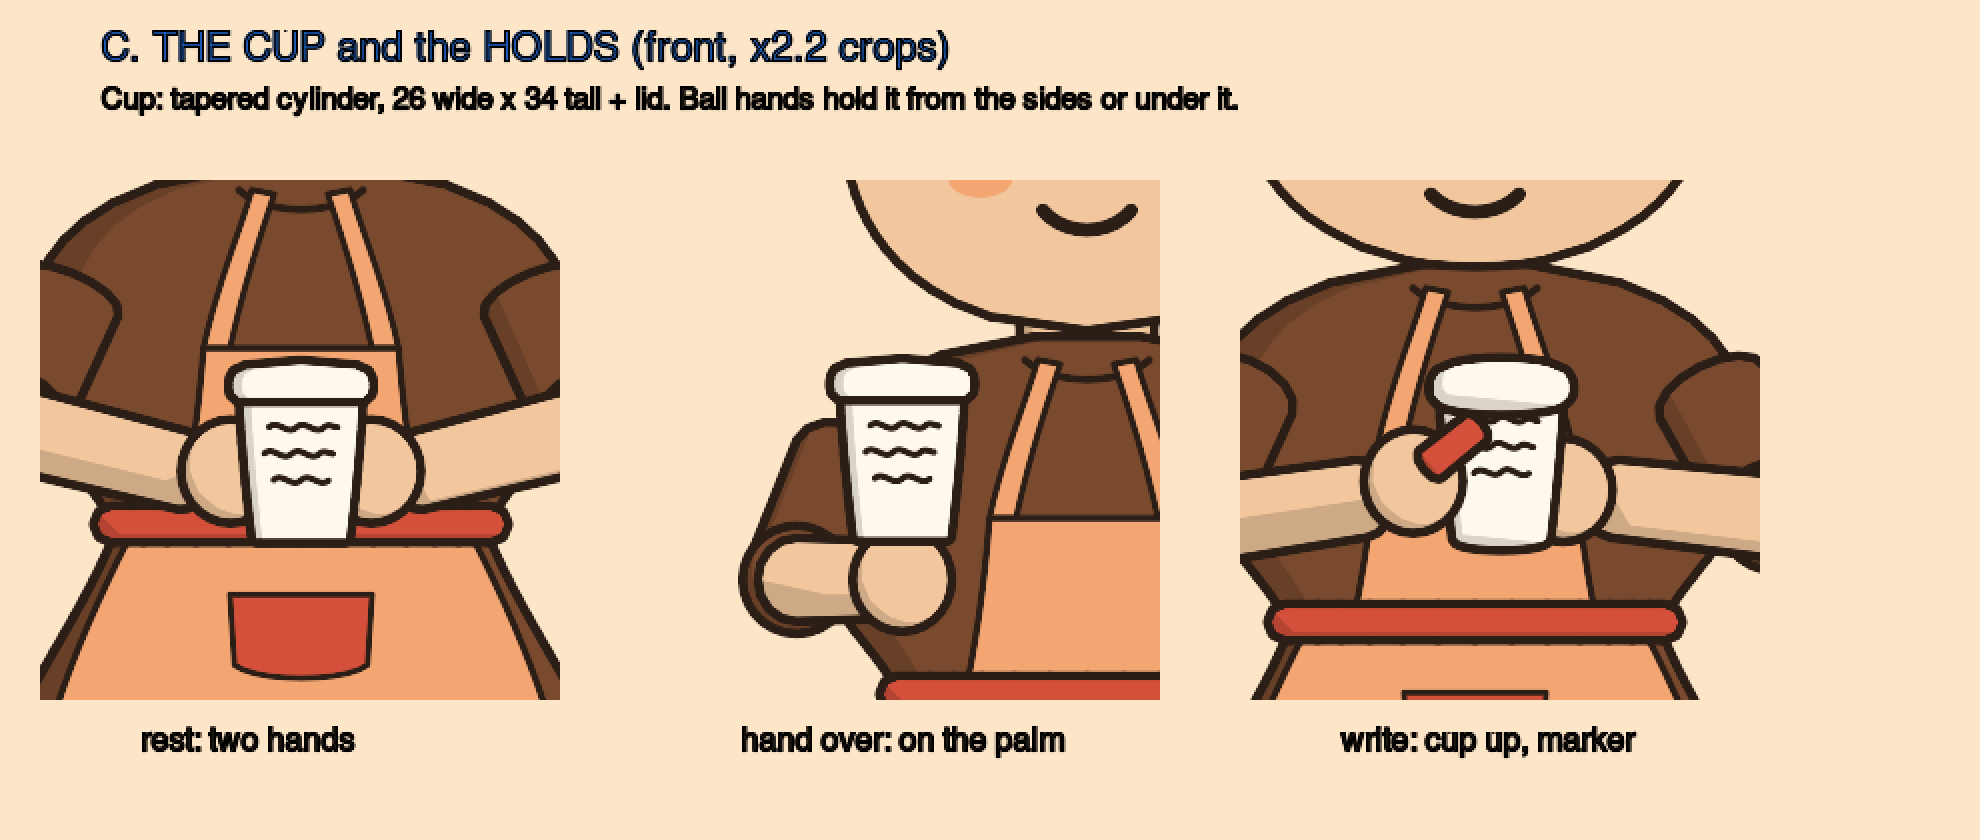 C. THE CUP and the HOLDS (front, x2.2 crops)
Cup: tapered cylinder, 26 wide x 34 tall + lid. Ball hands hold it from the sides or under it.
rest: two hands
hand over: on the palm
write: cup up, marker